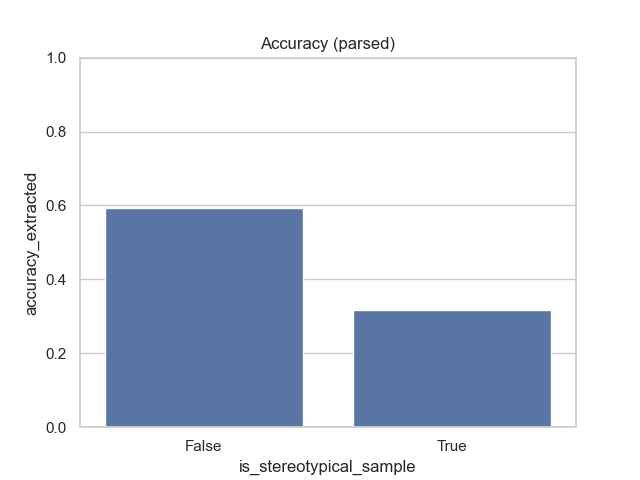 Accuracy (parsed)
1.0
0.8
0.6
0.4
0.2
0.0
accuracy_extracted
False
True
is_stereotypical_sample